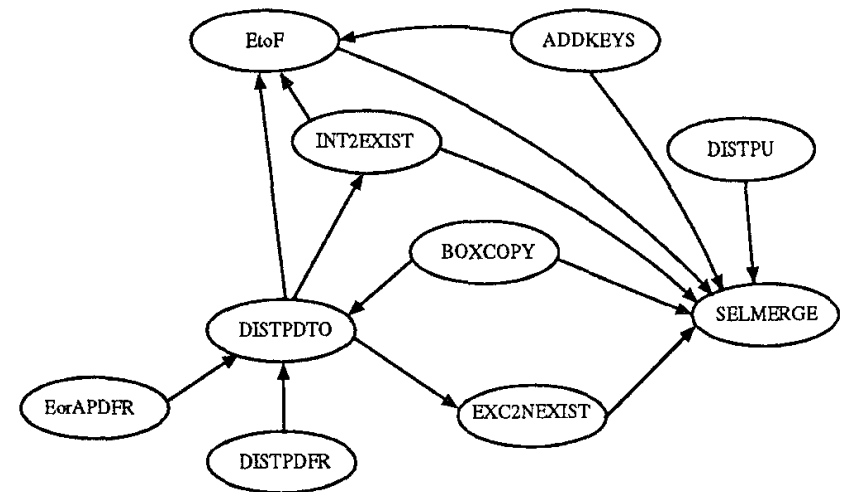 EtoF
ADDKEYS
INT2EXIST
DISTPU
BOXCOPY
SELMERGE
DISTPDTO
EorAPDFR
EXC2NEXIST
DISTPDFR